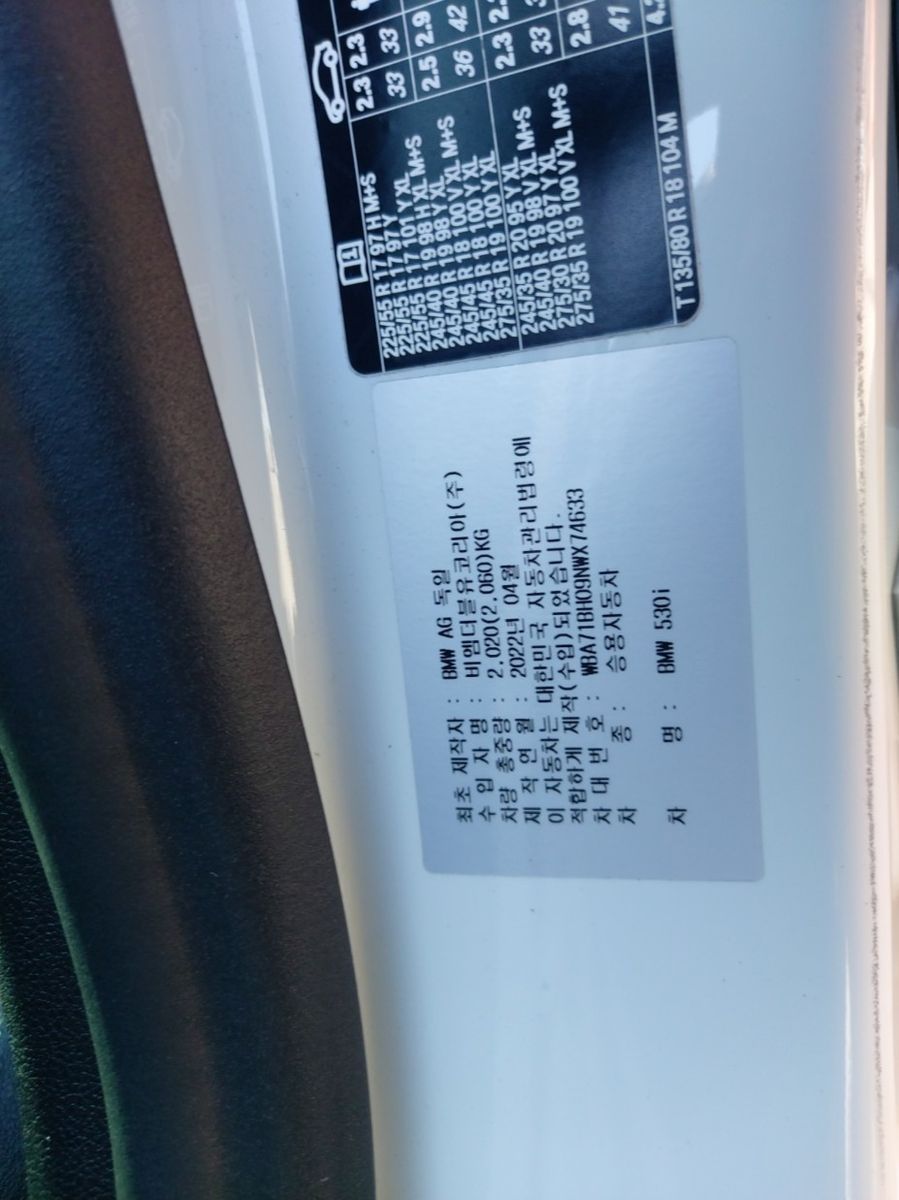 2.3 2.3
33 33
2.5 2.9
36 42
2.3 2.
33
2.8
41
4.
225/55 R 17 97 H M+S
225/55 R 17 97 Y
225/55 R 17 101 Y XL
245/40 R 19 98 H XL M+S
245/40 R 19 98 Y XL
245/45 R 18 100 V XL M+S
245/45 R 18 100 Y XL
275/35 R 19 100 Y XL
245/35 R 20 95 Y XL
245/40 R 19 98 V XL M+S
275/30 R 20 97 Y XL
275/35 R 19 100 V XL M+S
T 135/80 R 18 104 M
최초 제작자 : BMW AG 독일
수 입 자 명 : 비엠더블유코리아(주)
차량 총중량 : 2.020(2.060)KG
제 작 연 월 : 2022년 04월
이 자동차는 대한민국 자동차관리법령에
적합하게 제작(수입)되었습니다.
차 대 번 호 : WBA71BH09NWX74633
차 종 : 승용자동차
차 명 : BMW 530i